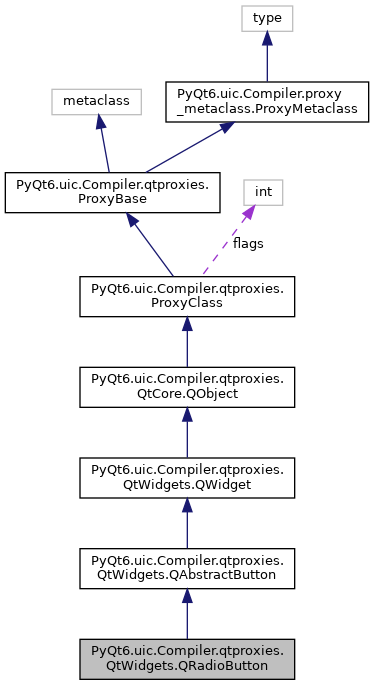 type
PyQt6.uic.Compiler.proxy
_metaclass.ProxyMetaclass
metaclass
PyQt6.uic.Compiler.qtproxies.
ProxyBase
int
flags
PyQt6.uic.Compiler.qtproxies.
ProxyClass
PyQt6.uic.Compiler.qtproxies.
QtCore.QObject
PyQt6.uic.Compiler.qtproxies.
QtWidgets.QWidget
PyQt6.uic.Compiler.qtproxies.
QtWidgets.QAbstractButton
PyQt6.uic.Compiler.qtproxies.
QtWidgets.QRadioButton